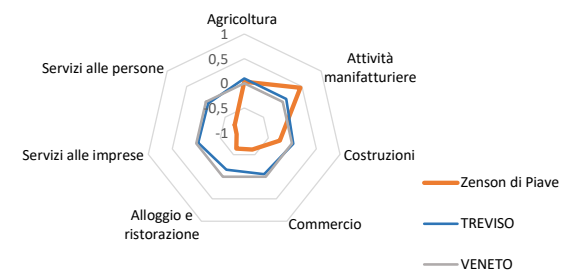 Agricoltura
1
0,5
0
0,5
-1
Attività
manifatturiere
Costruzioni
Commercio
Alloggio e
ristorazione
Servizi alle imprese
Servizi alle persone
Zenson di Piave
TREVISO
VENETO